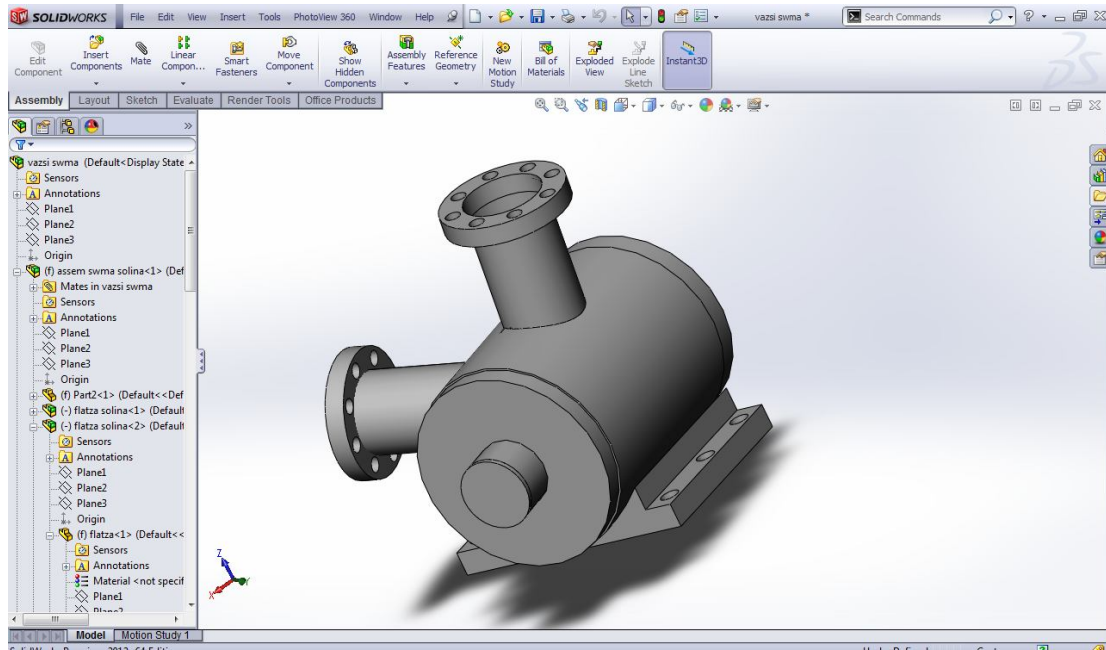 SOLIDWORKS File Edit View Insert Tools PhotoView 360 Window Help vazsi swma * Search Commands
Edit Component
Insert Components
Mate
Linear Compon...
Smart Fasteners
Move Component
Show Hidden Components
Assembly Features
Reference Geometry
New Motion Study
Bill of Materials
Exploded View
Explode Line Sketch
Instant3D
Assembly Layout Sketch Evaluate Render Tools Office Products
vazsi swma (Default<Display State
Sensors
Annotations
Plane1
Plane2
Plane3
Origin
(f) assem swma solina<1> (Def
Mates in vazsi swma
Sensors
Annotations
Plane1
Plane2
Plane3
Origin
(f) Part2<1> (Default<<Def
(-) flatza solina<1> (Default
(-) flatza solina<2> (Default
Sensors
Annotations
Plane1
Plane2
Plane3
Origin
(f) flatza<1> (Default<<
Sensors
Annotations
Material <not specif
Plane1
Z
X
Y
Model Motion Study 1